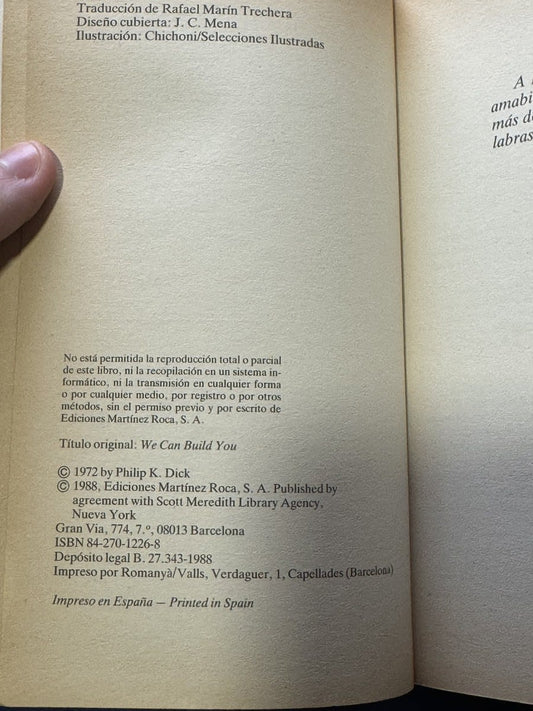 Traducción de Rafael Marín Trechera
Diseño cubierta: J. C. Mena
Ilustración: Chichoni/Selecciones Ilustradas
No está permitida la reproducción total o parcial
de este libro, ni la recopilación en un sistema in-
formático, ni la transmisión en cualquier forma
o por cualquier medio, por registro o por otros
métodos, sin el permiso previo y por escrito de
Ediciones Martínez Roca, S. A.
Título original: We Can Build You
© 1972 by Philip K. Dick
© 1988, Ediciones Martínez Roca, S. A. Published by
agreement with Scott Meredith Library Agency,
Nueva York
Gran Via, 774, 7.º, 08013 Barcelona
ISBN 84-270-1226-8
Depósito legal B. 27.343-1988
Impreso por Romanyà/Valls, Verdaguer, 1, Capellades (Barcelona)
Impreso en España — Printed in Spain
A
amabi
más d
labras